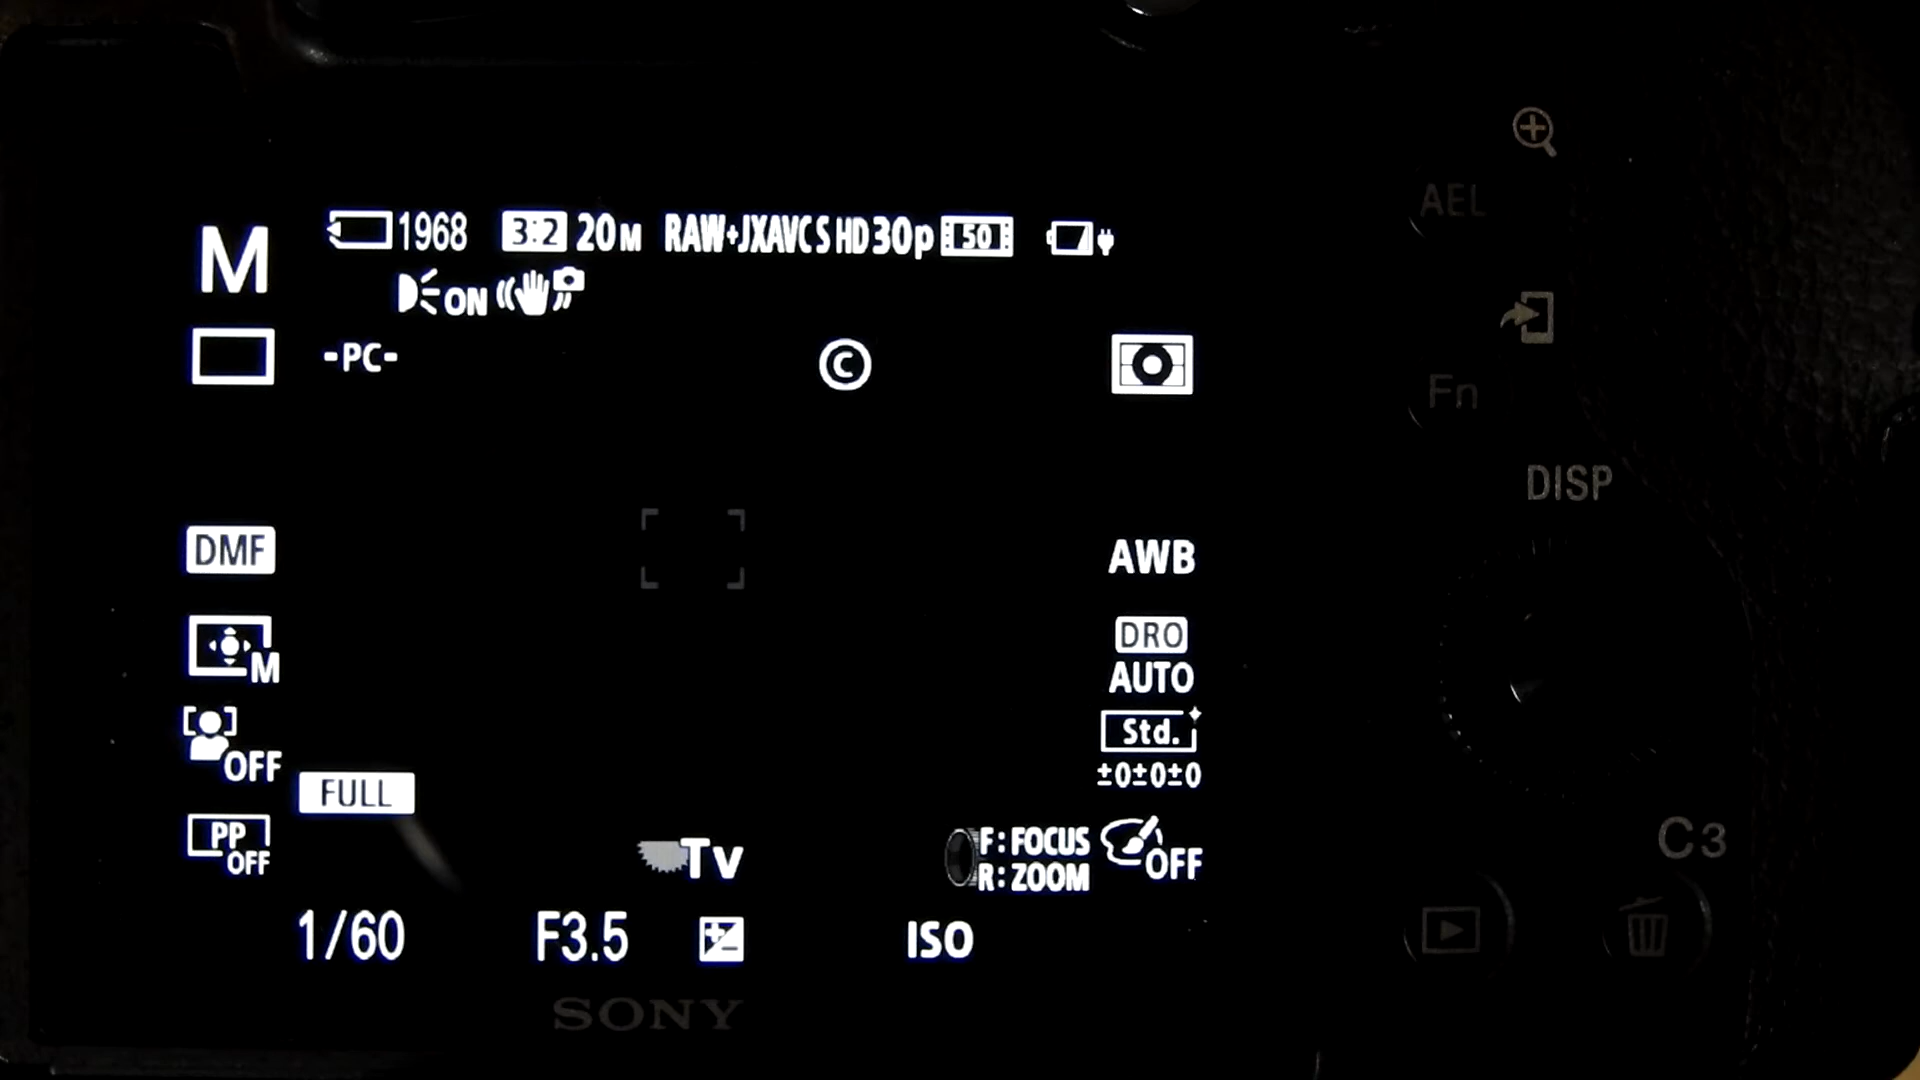 M 1968 3:2 20M RAW+J XAVC S HD 30p 50
ON
-PC- ©
AEL
Fn
DISP
DMF AWB
M DRO
AUTO
OFF Std.
±0±0±0
FULL
PP OFF Tv F: FOCUS OFF
R: ZOOM
C3
1/60 F3.5 ISO
SONY